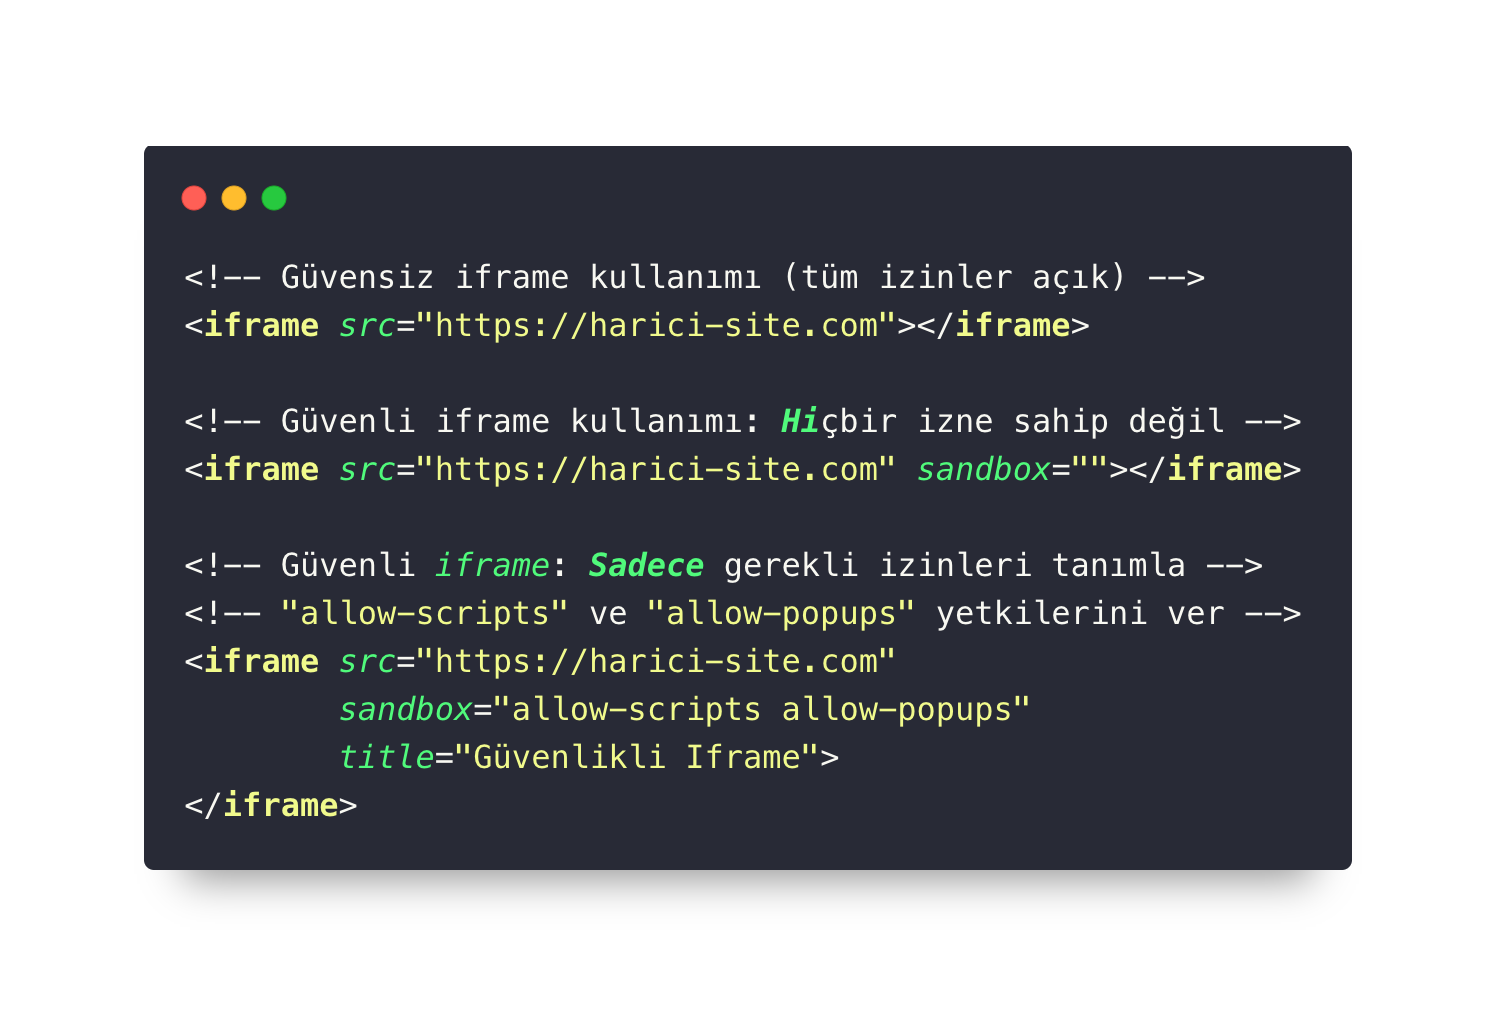 <!-- Güvensiz iframe kullanımı (tüm izinler açık) -->
<iframe src="https://harici-site.com"></iframe>
<!-- Güvenli iframe kullanımı: Hiçbir izne sahip değil -->
<iframe src="https://harici-site.com" sandbox=""></iframe>
<!-- Güvenli iframe: Sadece gerekli izinleri tanımla -->
<!-- "allow-scripts" ve "allow-popups" yetkilerini ver -->
<iframe src="https://harici-site.com"
sandbox="allow-scripts allow-popups"
title="Güvenlikli Iframe">
</iframe>